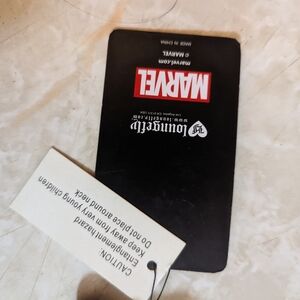 loungefly
www.loungefly.com
MARVEL
marvel.com
© MARVEL
MADE IN CHINA
CAUTION:
Entanglement hazard
Keep away from very young children
Do not place around neck